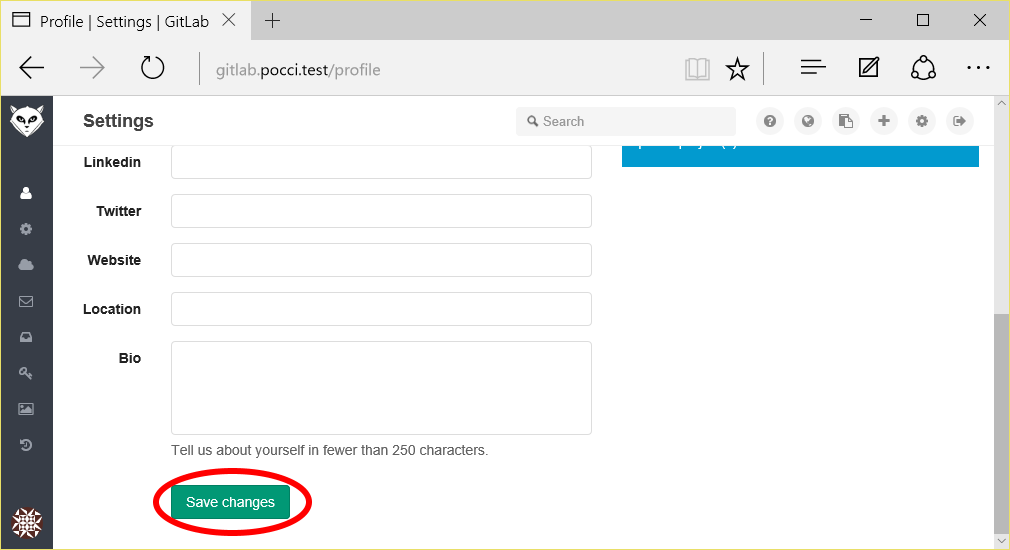 Profile | Settings | GitLab
gitlab.pocci.test/profile
Settings
Search
Linkedin
Twitter
Website
Location
Bio
Tell us about yourself in fewer than 250 characters.
Save changes